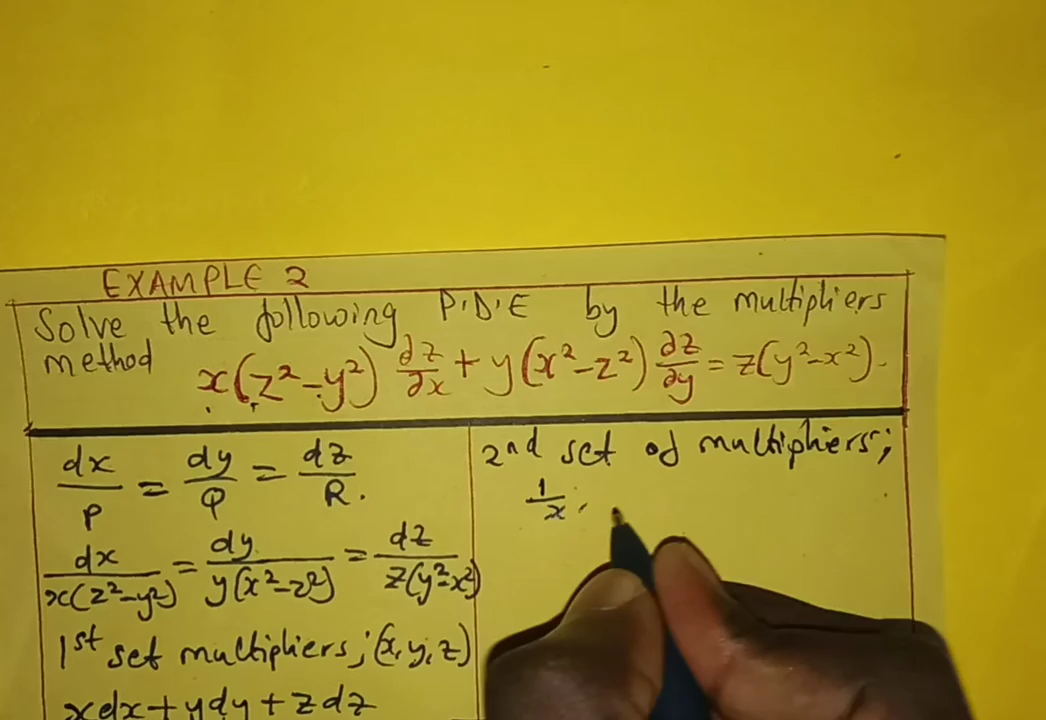 EXAMPLE 2
Solve the following P.D.E by the multipliers
method x(z²-y²) ∂z/∂x + y(x²-z²) ∂z/∂y = z(y²-x²).
dx/P = dy/Q = dz/R.
dx/x(z²-y²) = dy/y(x²-z²) = dz/z(y²-x²)
1st set multipliers; (x, y, z)
xdx+ydy+zdz
2nd set of multiphers;
1/x,